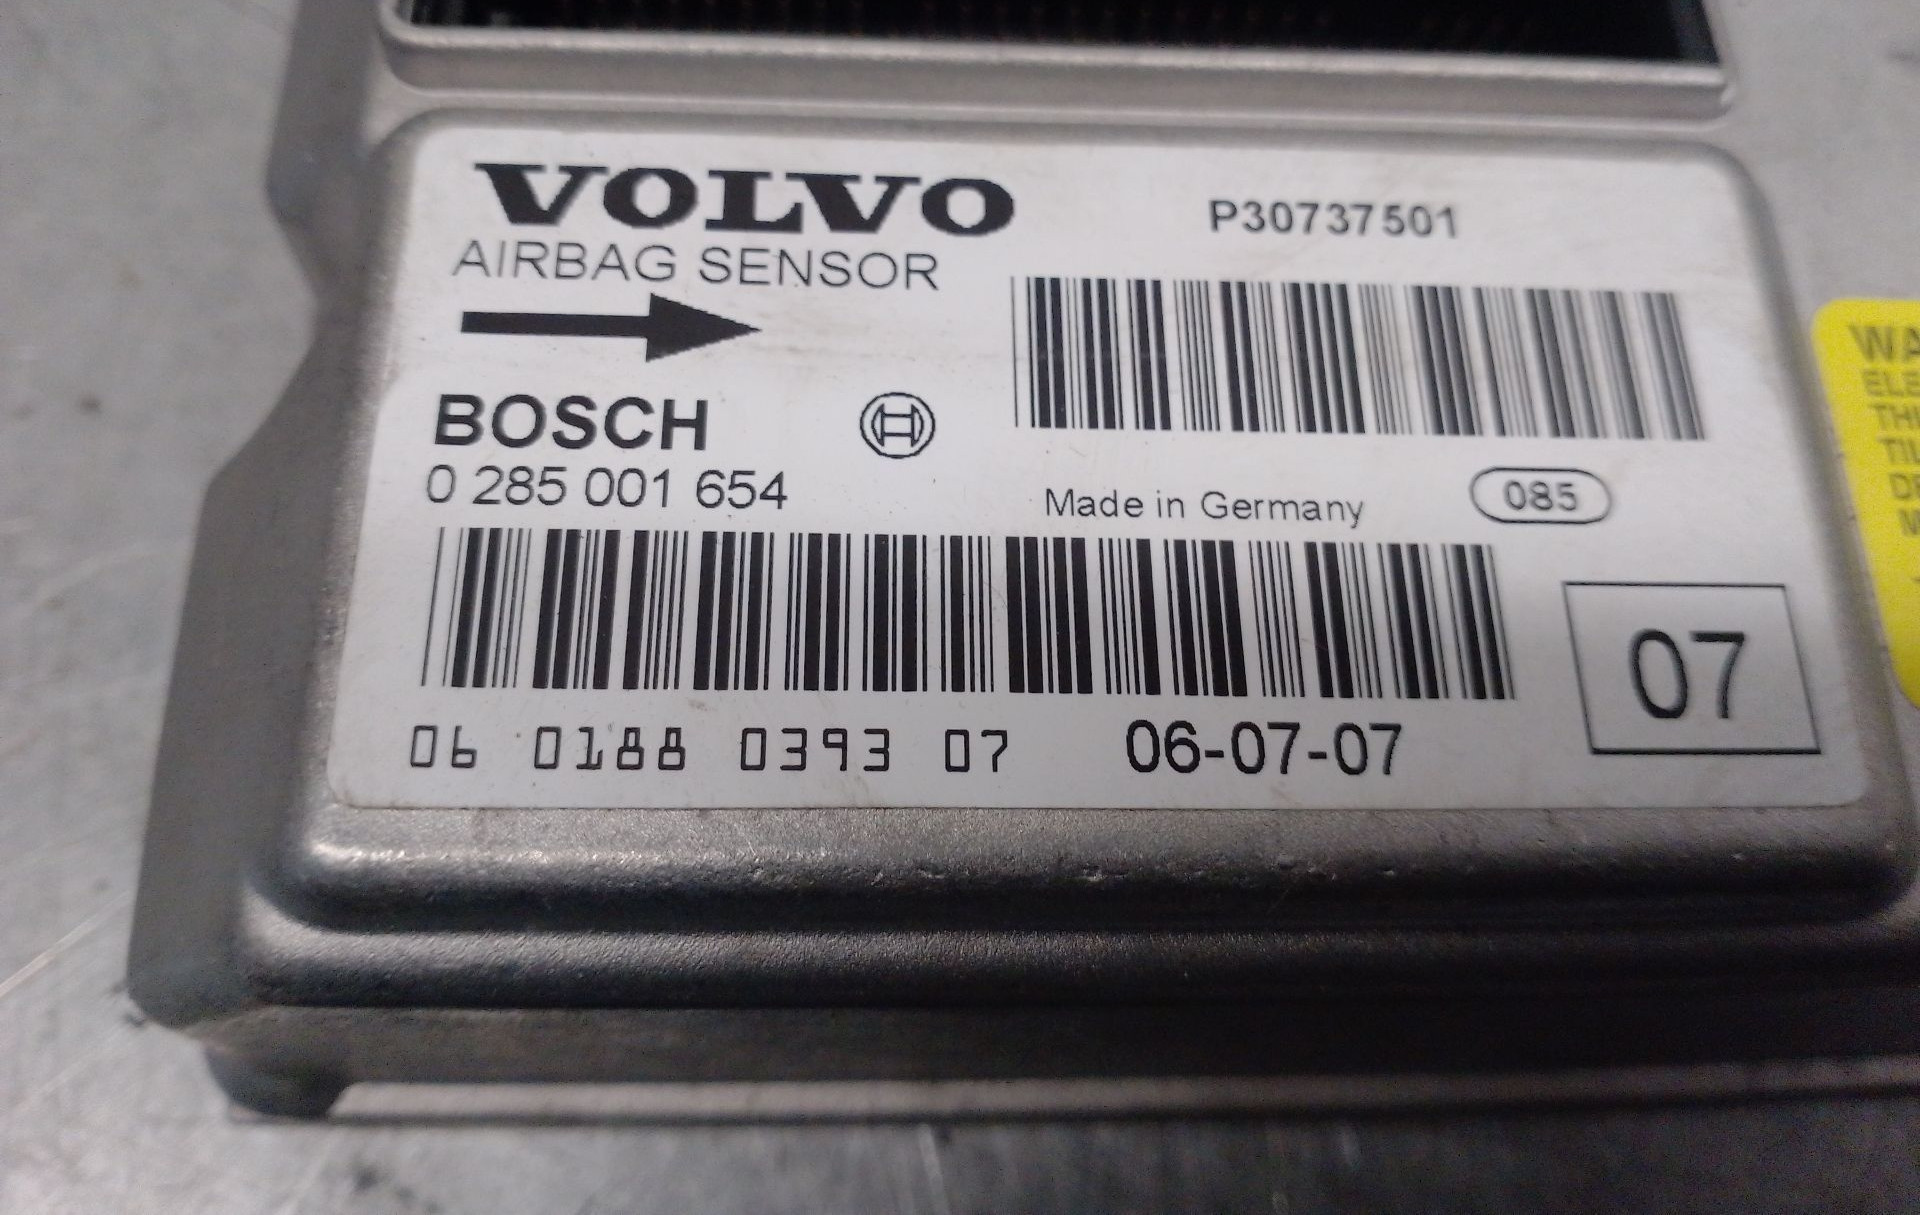 VOLVO
P30737501
AIRBAG SENSOR
BOSCH
0 285 001 654
Made in Germany
085
07
06 0188 0393 07
06-07-07